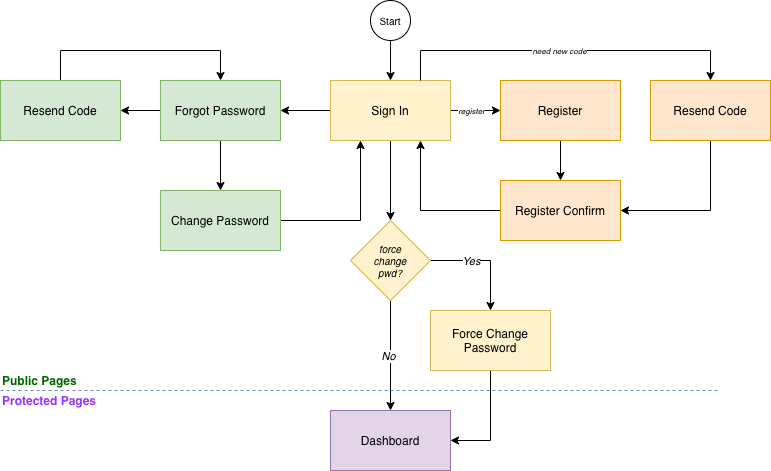 Start
need new code
Resend Code
Forgot Password
Sign In
register
Register
Resend Code
Change Password
Register Confirm
force
change
pwd?
Yes
Force Change
Password
No
Public Pages
Protected Pages
Dashboard